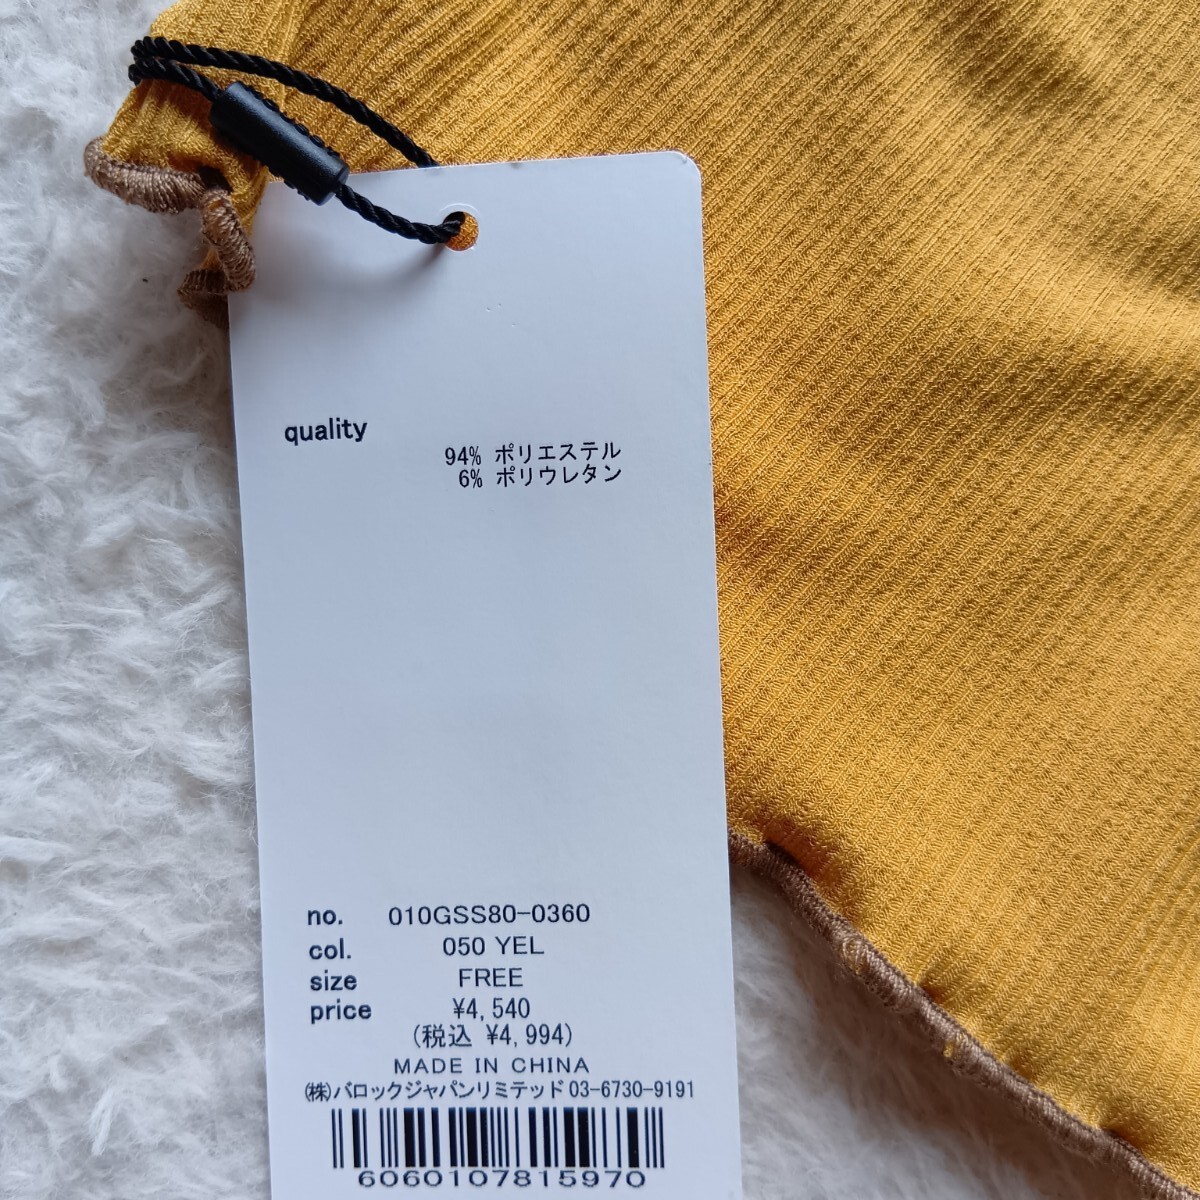 quality
94% ポリエステル
6% ポリウレタン
no. 010GSS80-0360
col. 050 YEL
size FREE
price ¥4,540
(税込 ¥4,994)
MADE IN CHINA
㈱バロックジャパンリミテッド 03-6730-9191
6060107815970